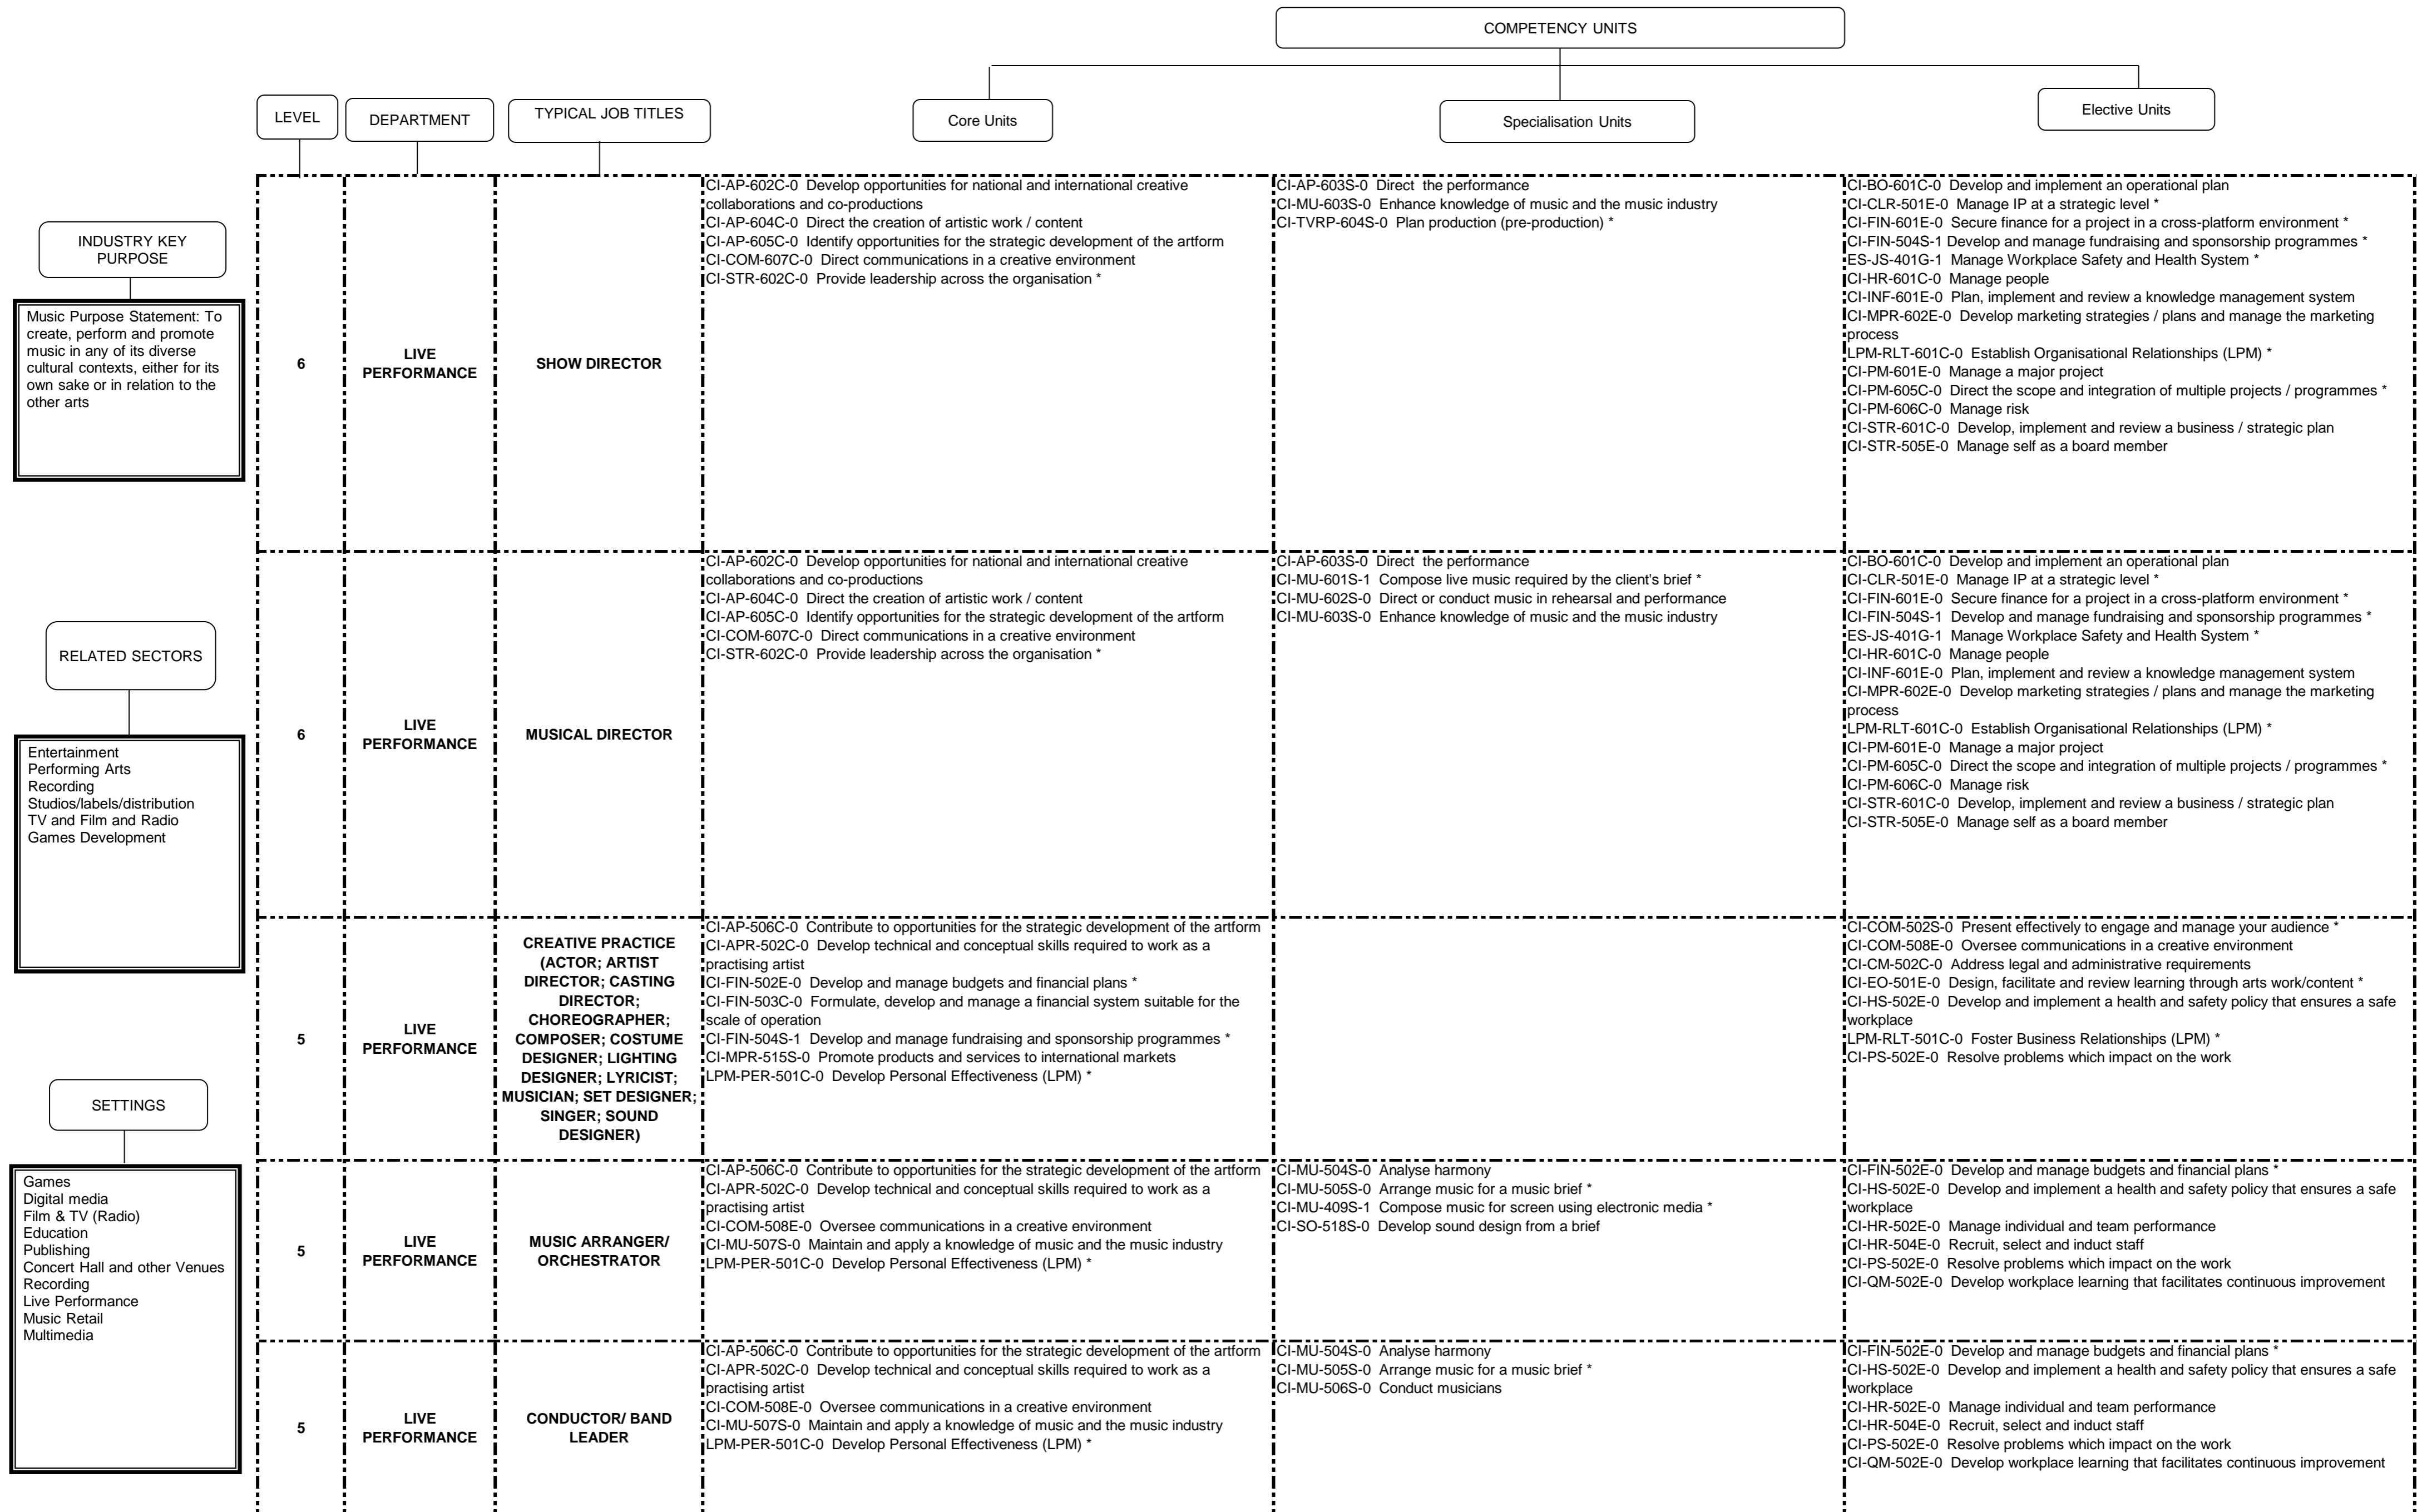 COMPETENCY UNITS
LEVEL
DEPARTMENT
TYPICAL JOB TITLES
Core Units
Specialisation Units
Elective Units
INDUSTRY KEY
PURPOSE
Music Purpose Statement: To
create, perform and promote
music in any of its diverse
cultural contexts, either for its
own sake or in relation to the
other arts
RELATED SECTORS
Entertainment
Performing Arts
Recording
Studios/labels/distribution
TV and Film and Radio
Games Development
SETTINGS
Games
Digital media
Film & TV (Radio)
Education
Publishing
Concert Hall and other Venues
Recording
Live Performance
Music Retail
Multimedia
6
LIVE
PERFORMANCE
SHOW DIRECTOR
CI-AP-602C-0 Develop opportunities for national and international creative
collaborations and co-productions
CI-AP-604C-0 Direct the creation of artistic work / content
CI-AP-605C-0 Identify opportunities for the strategic development of the artform
CI-COM-607C-0 Direct communications in a creative environment
CI-STR-602C-0 Provide leadership across the organisation *
CI-AP-603S-0 Direct the performance
CI-MU-603S-0 Enhance knowledge of music and the music industry
CI-TVRP-604S-0 Plan production (pre-production) *
CI-BO-601C-0 Develop and implement an operational plan
CI-CLR-501E-0 Manage IP at a strategic level *
CI-FIN-601E-0 Secure finance for a project in a cross-platform environment *
CI-FIN-504S-1 Develop and manage fundraising and sponsorship programmes *
ES-JS-401G-1 Manage Workplace Safety and Health System *
CI-HR-601C-0 Manage people
CI-INF-601E-0 Plan, implement and review a knowledge management system
CI-MPR-602E-0 Develop marketing strategies / plans and manage the marketing
process
LPM-RLT-601C-0 Establish Organisational Relationships (LPM) *
CI-PM-601E-0 Manage a major project
CI-PM-605C-0 Direct the scope and integration of multiple projects / programmes *
CI-PM-606C-0 Manage risk
CI-STR-601C-0 Develop, implement and review a business / strategic plan
CI-STR-505E-0 Manage self as a board member
6
LIVE
PERFORMANCE
MUSICAL DIRECTOR
CI-AP-602C-0 Develop opportunities for national and international creative
collaborations and co-productions
CI-AP-604C-0 Direct the creation of artistic work / content
CI-AP-605C-0 Identify opportunities for the strategic development of the artform
CI-COM-607C-0 Direct communications in a creative environment
CI-STR-602C-0 Provide leadership across the organisation *
CI-AP-603S-0 Direct the performance
CI-MU-601S-1 Compose live music required by the client's brief *
CI-MU-602S-0 Direct or conduct music in rehearsal and performance
CI-MU-603S-0 Enhance knowledge of music and the music industry
CI-BO-601C-0 Develop and implement an operational plan
CI-CLR-501E-0 Manage IP at a strategic level *
CI-FIN-601E-0 Secure finance for a project in a cross-platform environment *
CI-FIN-504S-1 Develop and manage fundraising and sponsorship programmes *
ES-JS-401G-1 Manage Workplace Safety and Health System *
CI-HR-601C-0 Manage people
CI-INF-601E-0 Plan, implement and review a knowledge management system
CI-MPR-602E-0 Develop marketing strategies / plans and manage the marketing
process
LPM-RLT-601C-0 Establish Organisational Relationships (LPM) *
CI-PM-601E-0 Manage a major project
CI-PM-605C-0 Direct the scope and integration of multiple projects / programmes *
CI-PM-606C-0 Manage risk
CI-STR-601C-0 Develop, implement and review a business / strategic plan
CI-STR-505E-0 Manage self as a board member
5
LIVE
PERFORMANCE
CREATIVE PRACTICE
(ACTOR; ARTIST
DIRECTOR; CASTING
DIRECTOR;
CHOREOGRAPHER;
COMPOSER; COSTUME
DESIGNER; LIGHTING
DESIGNER; LYRICIST;
MUSICIAN; SET DESIGNER;
SINGER; SOUND
DESIGNER)
CI-AP-506C-0 Contribute to opportunities for the strategic development of the artform
CI-APR-502C-0 Develop technical and conceptual skills required to work as a
practising artist
CI-FIN-502E-0 Develop and manage budgets and financial plans *
CI-FIN-503C-0 Formulate, develop and manage a financial system suitable for the
scale of operation
CI-FIN-504S-1 Develop and manage fundraising and sponsorship programmes *
CI-MPR-515S-0 Promote products and services to international markets
LPM-PER-501C-0 Develop Personal Effectiveness (LPM) *
CI-COM-502S-0 Present effectively to engage and manage your audience *
CI-COM-508E-0 Oversee communications in a creative environment
CI-CM-502C-0 Address legal and administrative requirements
CI-EO-501E-0 Design, facilitate and review learning through arts work/content *
CI-HS-502E-0 Develop and implement a health and safety policy that ensures a safe
workplace
LPM-RLT-501C-0 Foster Business Relationships (LPM) *
CI-PS-502E-0 Resolve problems which impact on the work
5
LIVE
PERFORMANCE
MUSIC ARRANGER/
ORCHESTRATOR
CI-AP-506C-0 Contribute to opportunities for the strategic development of the artform
CI-APR-502C-0 Develop technical and conceptual skills required to work as a
practising artist
CI-COM-508E-0 Oversee communications in a creative environment
CI-MU-507S-0 Maintain and apply a knowledge of music and the music industry
LPM-PER-501C-0 Develop Personal Effectiveness (LPM) *
CI-MU-504S-0 Analyse harmony
CI-MU-505S-0 Arrange music for a music brief *
CI-MU-409S-1 Compose music for screen using electronic media *
CI-SO-518S-0 Develop sound design from a brief
CI-FIN-502E-0 Develop and manage budgets and financial plans *
CI-HS-502E-0 Develop and implement a health and safety policy that ensures a safe
workplace
CI-HR-502E-0 Manage individual and team performance
CI-HR-504E-0 Recruit, select and induct staff
CI-PS-502E-0 Resolve problems which impact on the work
CI-QM-502E-0 Develop workplace learning that facilitates continuous improvement
5
LIVE
PERFORMANCE
CONDUCTOR/ BAND
LEADER
CI-AP-506C-0 Contribute to opportunities for the strategic development of the artform
CI-APR-502C-0 Develop technical and conceptual skills required to work as a
practising artist
CI-COM-508E-0 Oversee communications in a creative environment
CI-MU-507S-0 Maintain and apply a knowledge of music and the music industry
LPM-PER-501C-0 Develop Personal Effectiveness (LPM) *
CI-MU-504S-0 Analyse harmony
CI-MU-505S-0 Arrange music for a music brief *
CI-MU-506S-0 Conduct musicians
CI-FIN-502E-0 Develop and manage budgets and financial plans *
CI-HS-502E-0 Develop and implement a health and safety policy that ensures a safe
workplace
CI-HR-502E-0 Manage individual and team performance
CI-HR-504E-0 Recruit, select and induct staff
CI-PS-502E-0 Resolve problems which impact on the work
CI-QM-502E-0 Develop workplace learning that facilitates continuous improvement